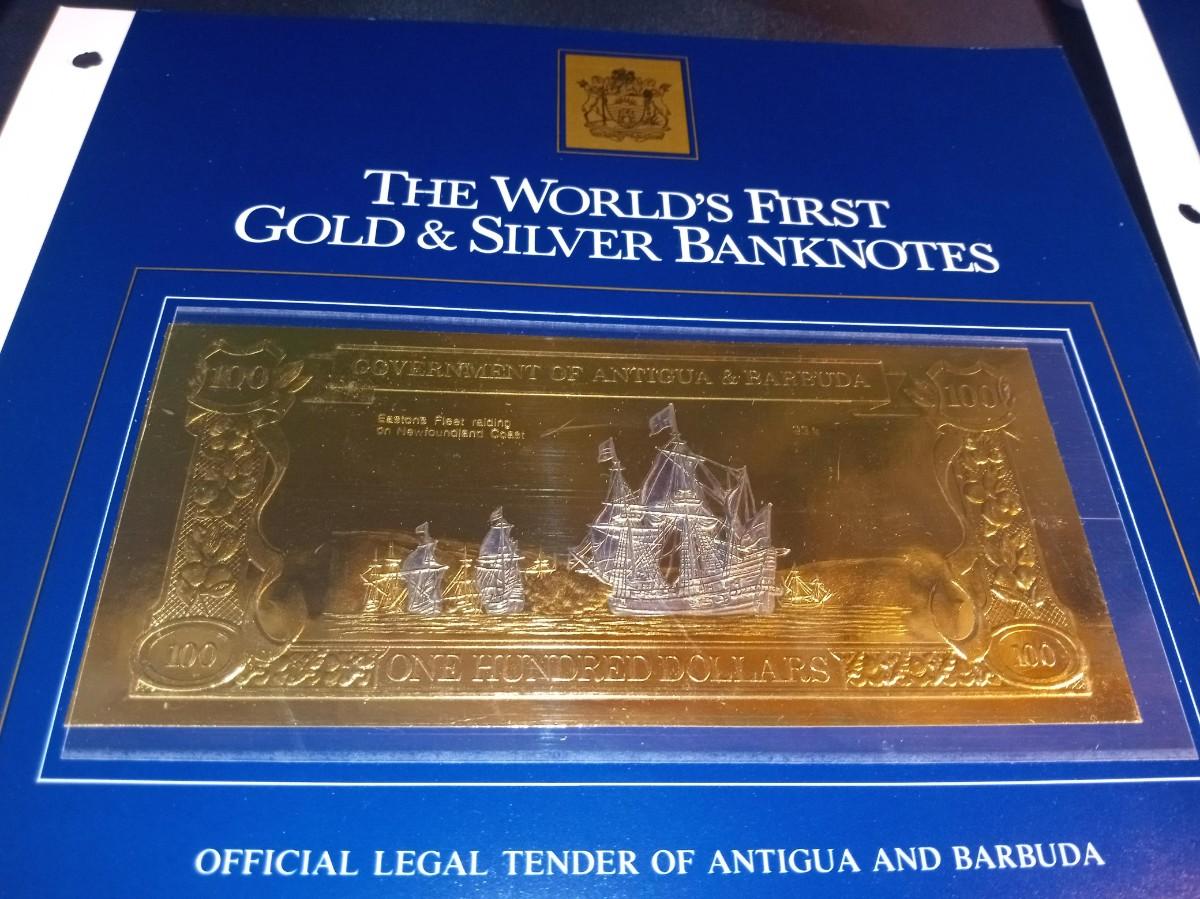 THE WORLD'S FIRST
GOLD & SILVER BANKNOTES
100
GOVERNMENT OF ANTIGUA & BARBUDA
100
Eastons Fleet raiding
on Newfoundland Coast
100
ONE HUNDRED DOLLARS
100
OFFICIAL LEGAL TENDER OF ANTIGUA AND BARBUDA